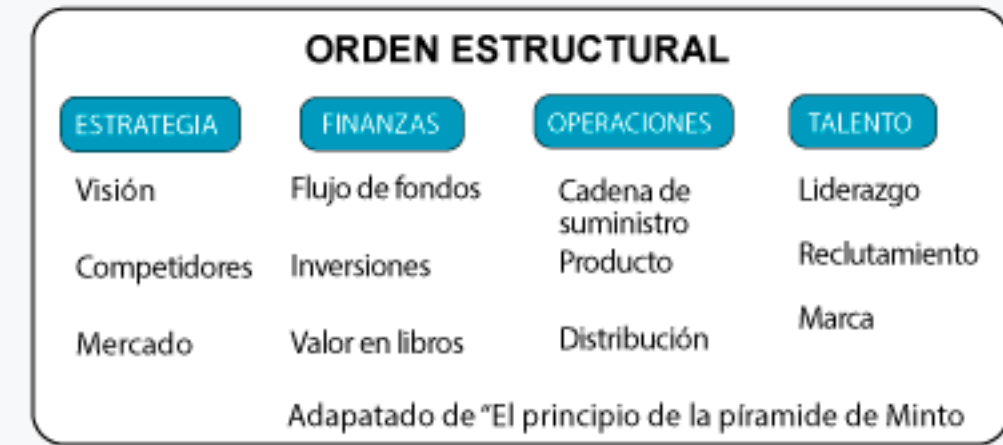 ORDEN ESTRUCTURAL
ESTRATEGIA
Visión
Competidores
Mercado
FINANZAS
Flujo de fondos
Inversiones
Valor en libros
OPERACIONES
Cadena de
suministro
Producto
Distribución
TALENTO
Liderazgo
Reclutamiento
Marca
Adapatado de "El principio de la píramide de Minto